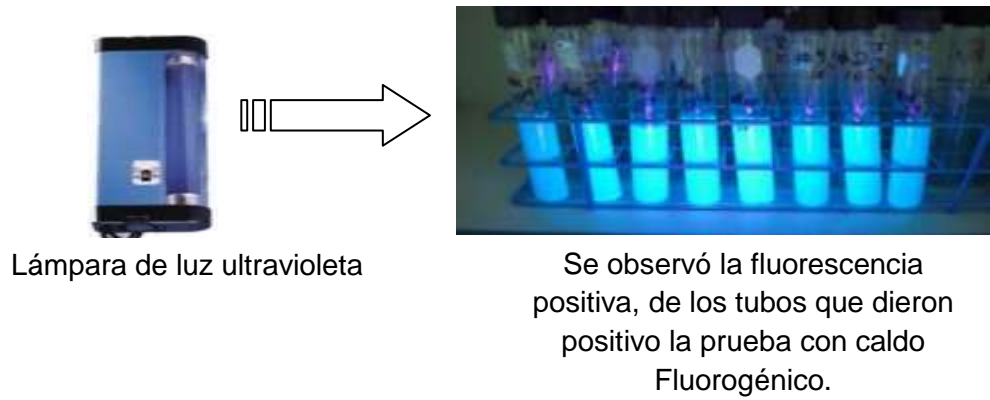 Lámpara de luz ultravioleta
Se observó la fluorescencia
positiva, de los tubos que dieron
positivo la prueba con caldo
Fluorogénico.